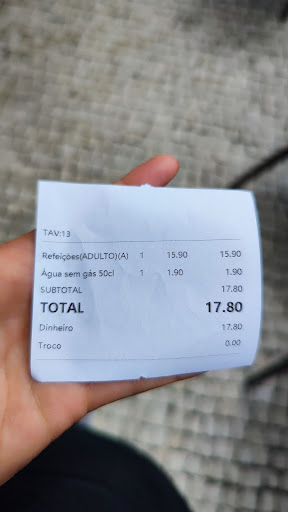 TAV:13
Refeições(ADULTO)(A) 1 15.90 15.90
Água sem gás 50cl 1 1.90 1.90
SUBTOTAL 17.80
TOTAL 17.80
Dinheiro 17.80
Troco 0.00